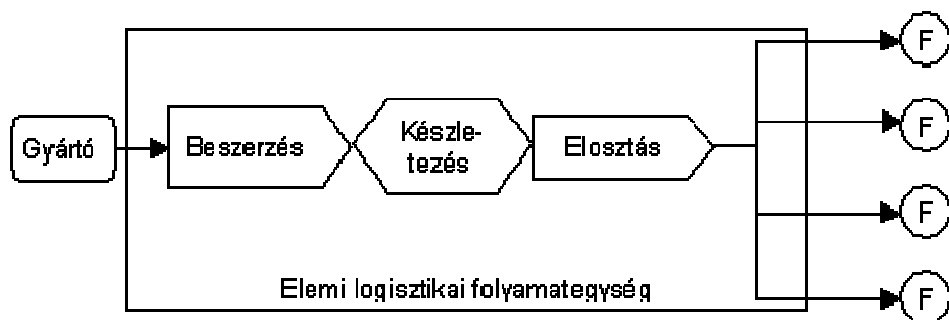 Gyártó
Beszerzés
Készle-
tezés
Elosztás
F
F
F
F
Elemi logisztikai folyamategység